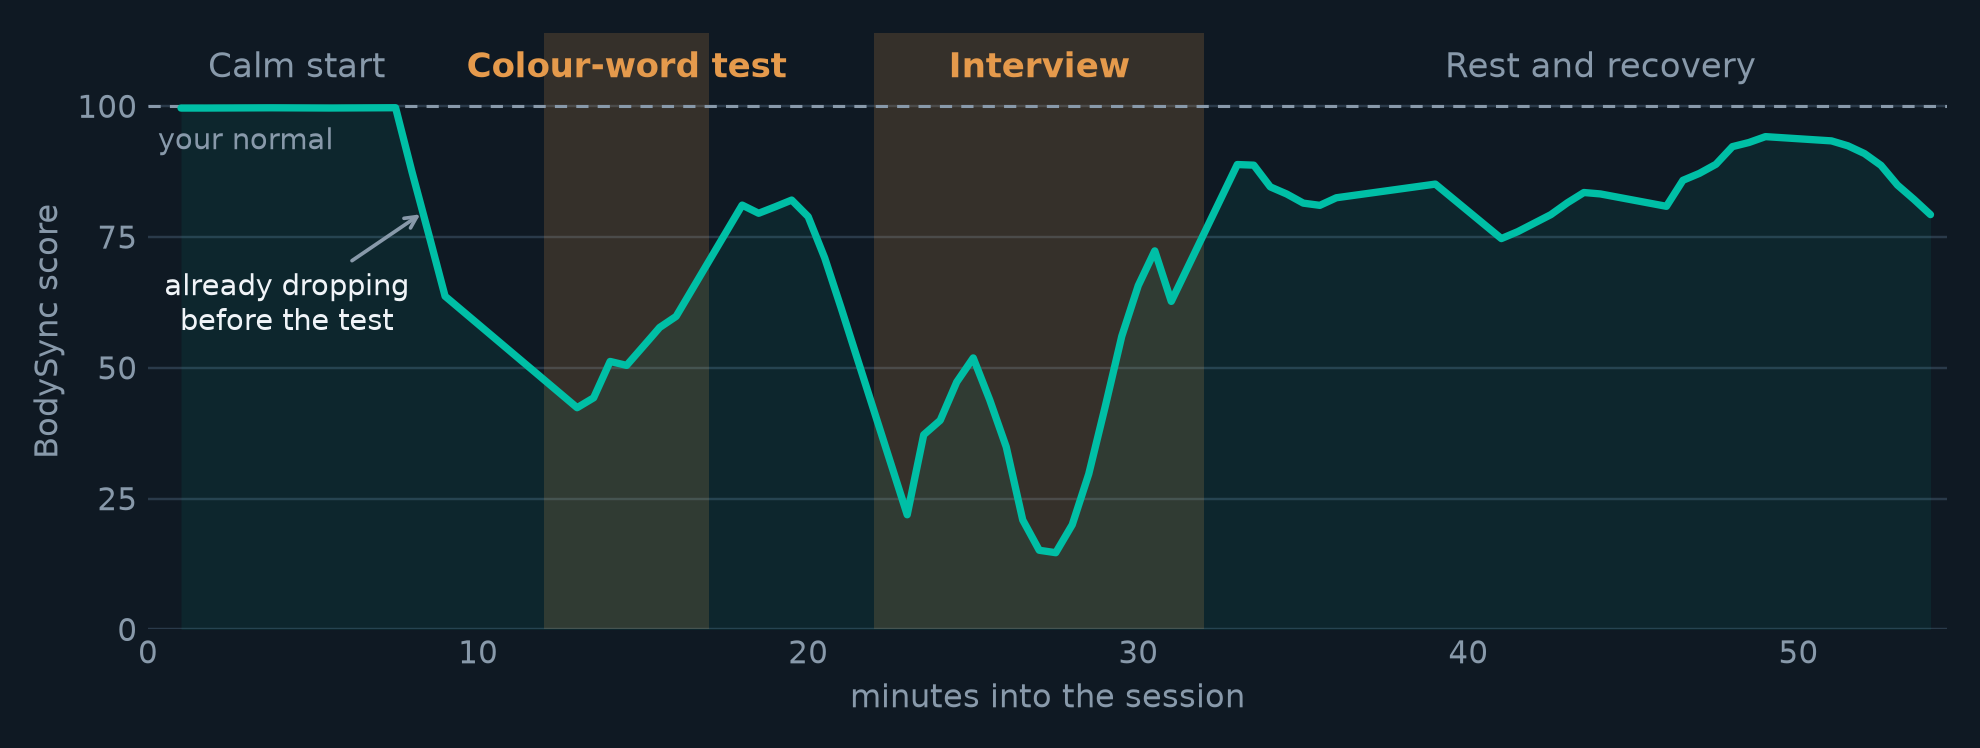 Calm start
Colour-word test
Interview
Rest and recovery
100
your normal
75
already dropping
before the test
50
25
0
BodySync score
0
10
20
30
40
50
minutes into the session